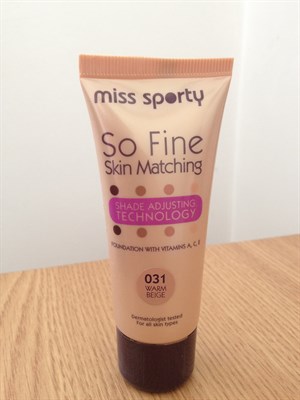 miss sporty
So Fine
Skin Matching
SHADE ADJUSTING
TECHNOLOGY
FOUNDATION WITH VITAMINS A, C, E
031
WARM
BEIGE
Dermatologist tested
For all skin types